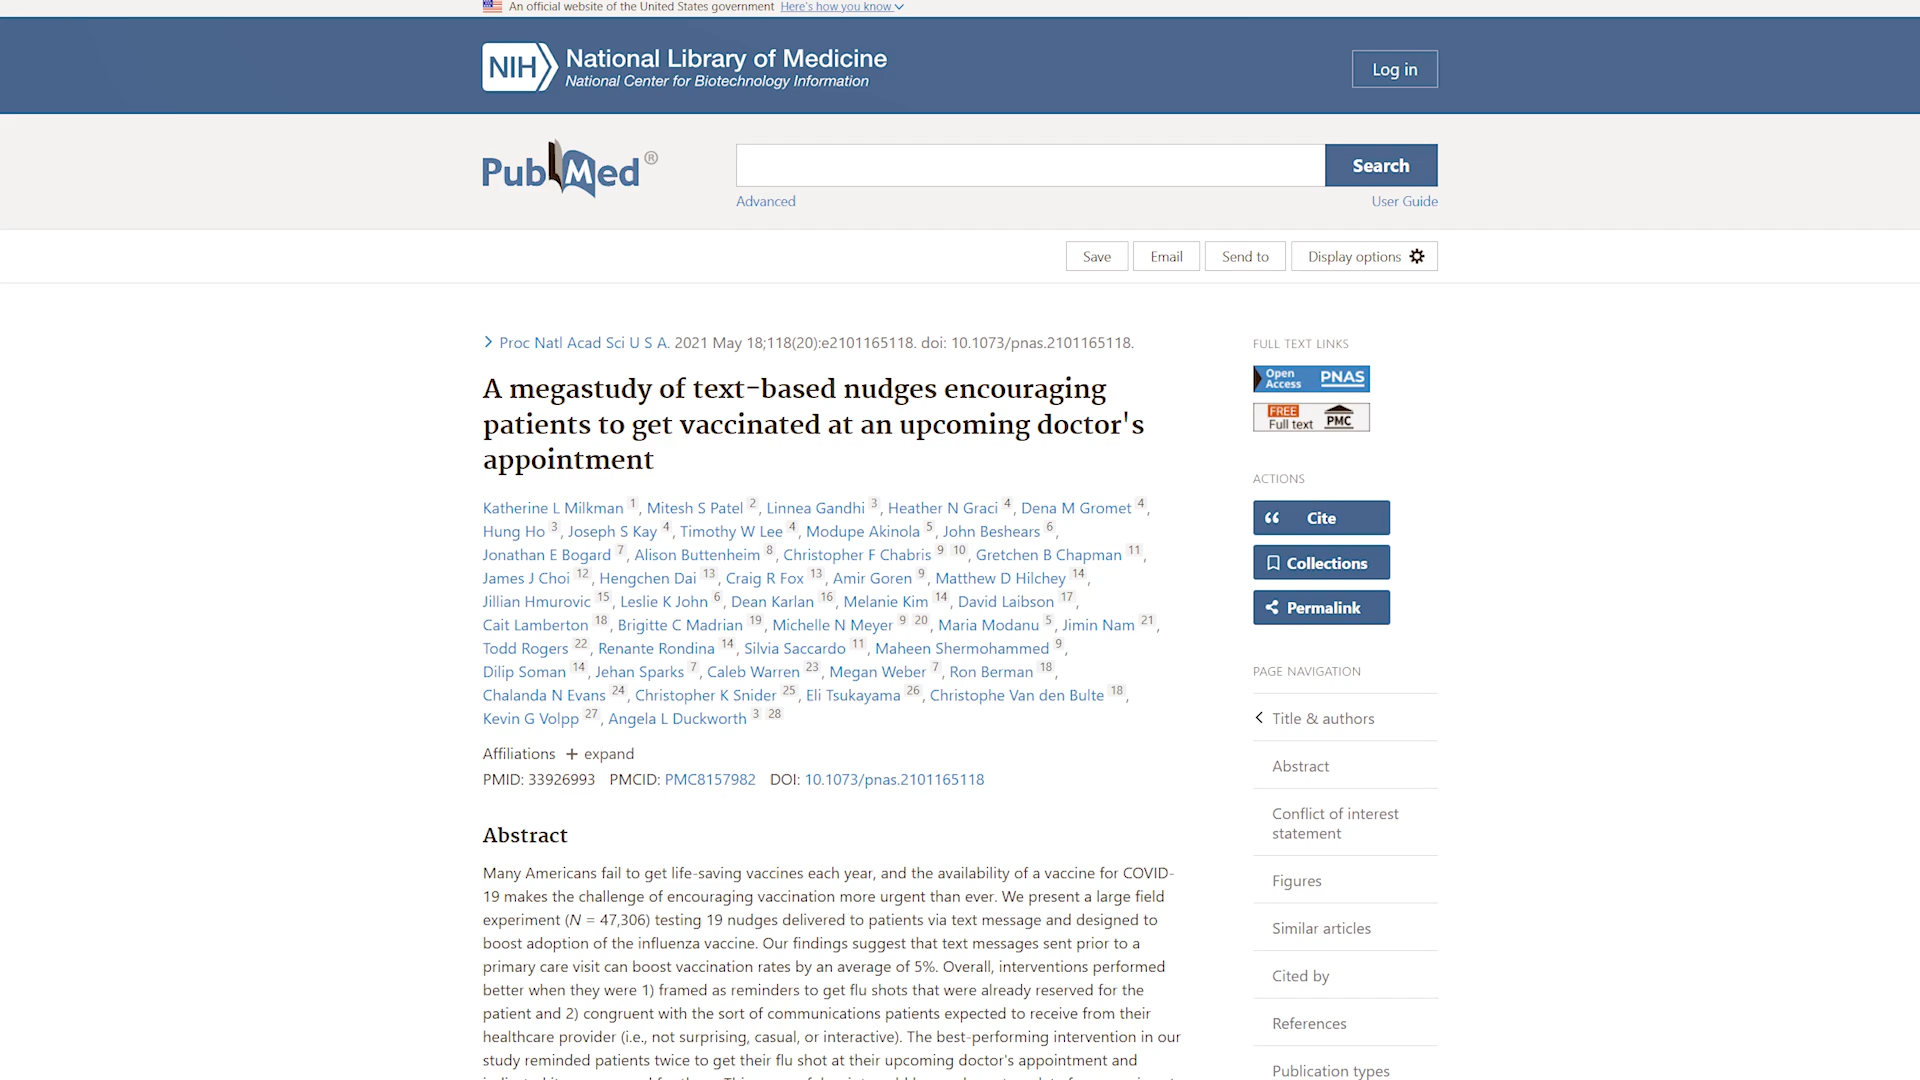 An official website of the United States government Here's how you know
NIH National Library of Medicine
National Center for Biotechnology Information
Log in
PubMed®
Search
Advanced
User Guide
Save
Email
Send to
Display options
Proc Natl Acad Sci U S A. 2021 May 18;118(20):e2101165118. doi: 10.1073/pnas.2101165118.
A megastudy of text-based nudges encouraging
patients to get vaccinated at an upcoming doctor's
appointment
Katherine L Milkman 1, Mitesh S Patel 2, Linnea Gandhi 3, Heather N Graci 4, Dena M Gromet 4,
Hung Ho 3, Joseph S Kay 4, Timothy W Lee 4, Modupe Akinola 5, John Beshears 6,
Jonathan E Bogard 7, Alison Buttenheim 8, Christopher F Chabris 9 10, Gretchen B Chapman 11,
James J Choi 12, Hengchen Dai 13, Craig R Fox 13, Amir Goren 9, Matthew D Hilchey 14,
Jillian Hmurovic 15, Leslie K John 6, Dean Karlan 16, Melanie Kim 14, David Laibson 17,
Cait Lamberton 18, Brigitte C Madrian 19, Michelle N Meyer 9 20, Maria Modanu 5, Jimin Nam 21,
Todd Rogers 22, Renante Rondina 14, Silvia Saccardo 11, Maheen Shermohammed 9,
Dilip Soman 14, Jehan Sparks 7, Caleb Warren 23, Megan Weber 7, Ron Berman 18,
Chalanda N Evans 24, Christopher K Snider 25, Eli Tsukayama 26, Christophe Van den Bulte 18,
Kevin G Volpp 27, Angela L Duckworth 3 28
Affiliations + expand
PMID: 33926993 PMCID: PMC8157982 DOI: 10.1073/pnas.2101165118
Abstract
Many Americans fail to get life-saving vaccines each year, and the availability of a vaccine for COVID-
19 makes the challenge of encouraging vaccination more urgent than ever. We present a large field
experiment (N = 47,306) testing 19 nudges delivered to patients via text message and designed to
boost adoption of the influenza vaccine. Our findings suggest that text messages sent prior to a
primary care visit can boost vaccination rates by an average of 5%. Overall, interventions performed
better when they were 1) framed as reminders to get flu shots that were already reserved for the
patient and 2) congruent with the sort of communications patients expected to receive from their
healthcare provider (i.e., not surprising, casual, or interactive). The best-performing intervention in our
study reminded patients twice to get their flu shot at their upcoming doctor's appointment and
FULL TEXT LINKS
Open Access PNAS
FREE Full text PMC
ACTIONS
Cite
Collections
Permalink
PAGE NAVIGATION
Title & authors
Abstract
Conflict of interest
statement
Figures
Similar articles
Cited by
References
Publication types